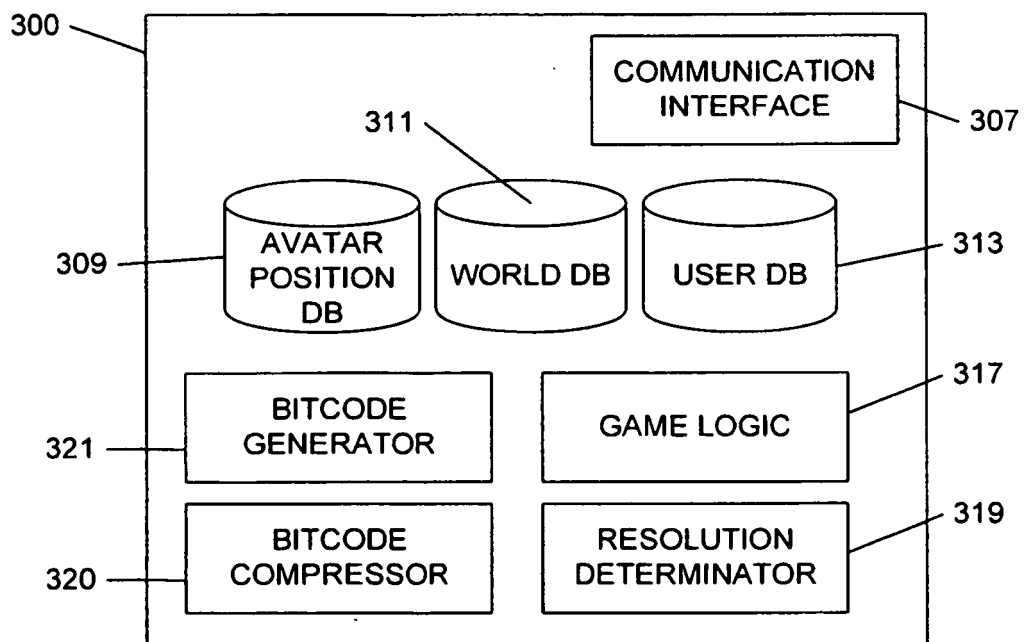 300
COMMUNICATION
INTERFACE
307
311
309
AVATAR
POSITION
DB
WORLD DB
USER DB
313
BITCODE
GENERATOR
321
GAME LOGIC
317
BITCODE
COMPRESSOR
320
RESOLUTION
DETERMINATOR
319